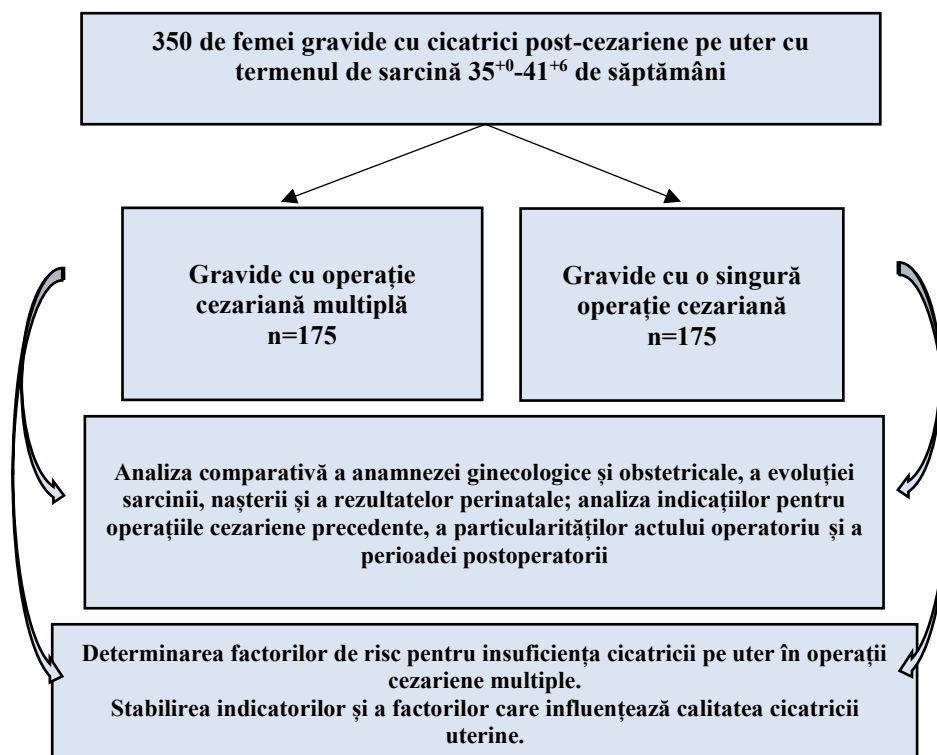 350 de femei gravide cu cicatrici post-cezariene pe uter cu
termenul de sarcină 35⁺⁰-41⁺⁶ de săptămâni
Gravide cu operație
cezariană multiplă
n=175
Gravide cu o singură
operație cezariană
n=175
Analiza comparativă a anamnezei ginecologice și obstetricale, a evoluției
sarcinii, nașterii și a rezultatelor perinatale; analiza indicațiilor pentru
operațiile cezariene precedente, a particularităților actului operatoriu și a
perioadei postoperatorii
Determinarea factorilor de risc pentru insuficiența cicatricii pe uter în operații
cezariene multiple.
Stabilirea indicatorilor și a factorilor care influențează calitatea cicatricii
uterine.